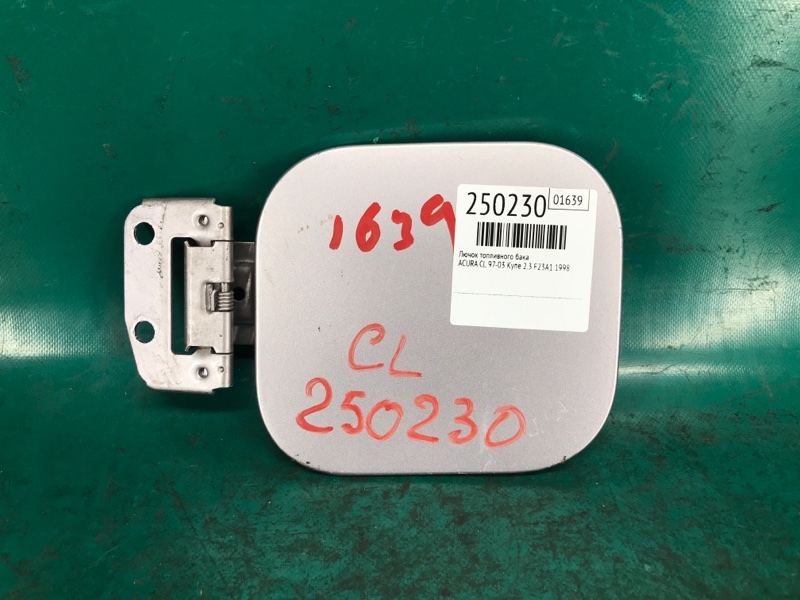 1639
250230 01639
Лючок топливного бака
ACURA CL 97-03 Купе 2.3 F23A1 1998
CL
250230